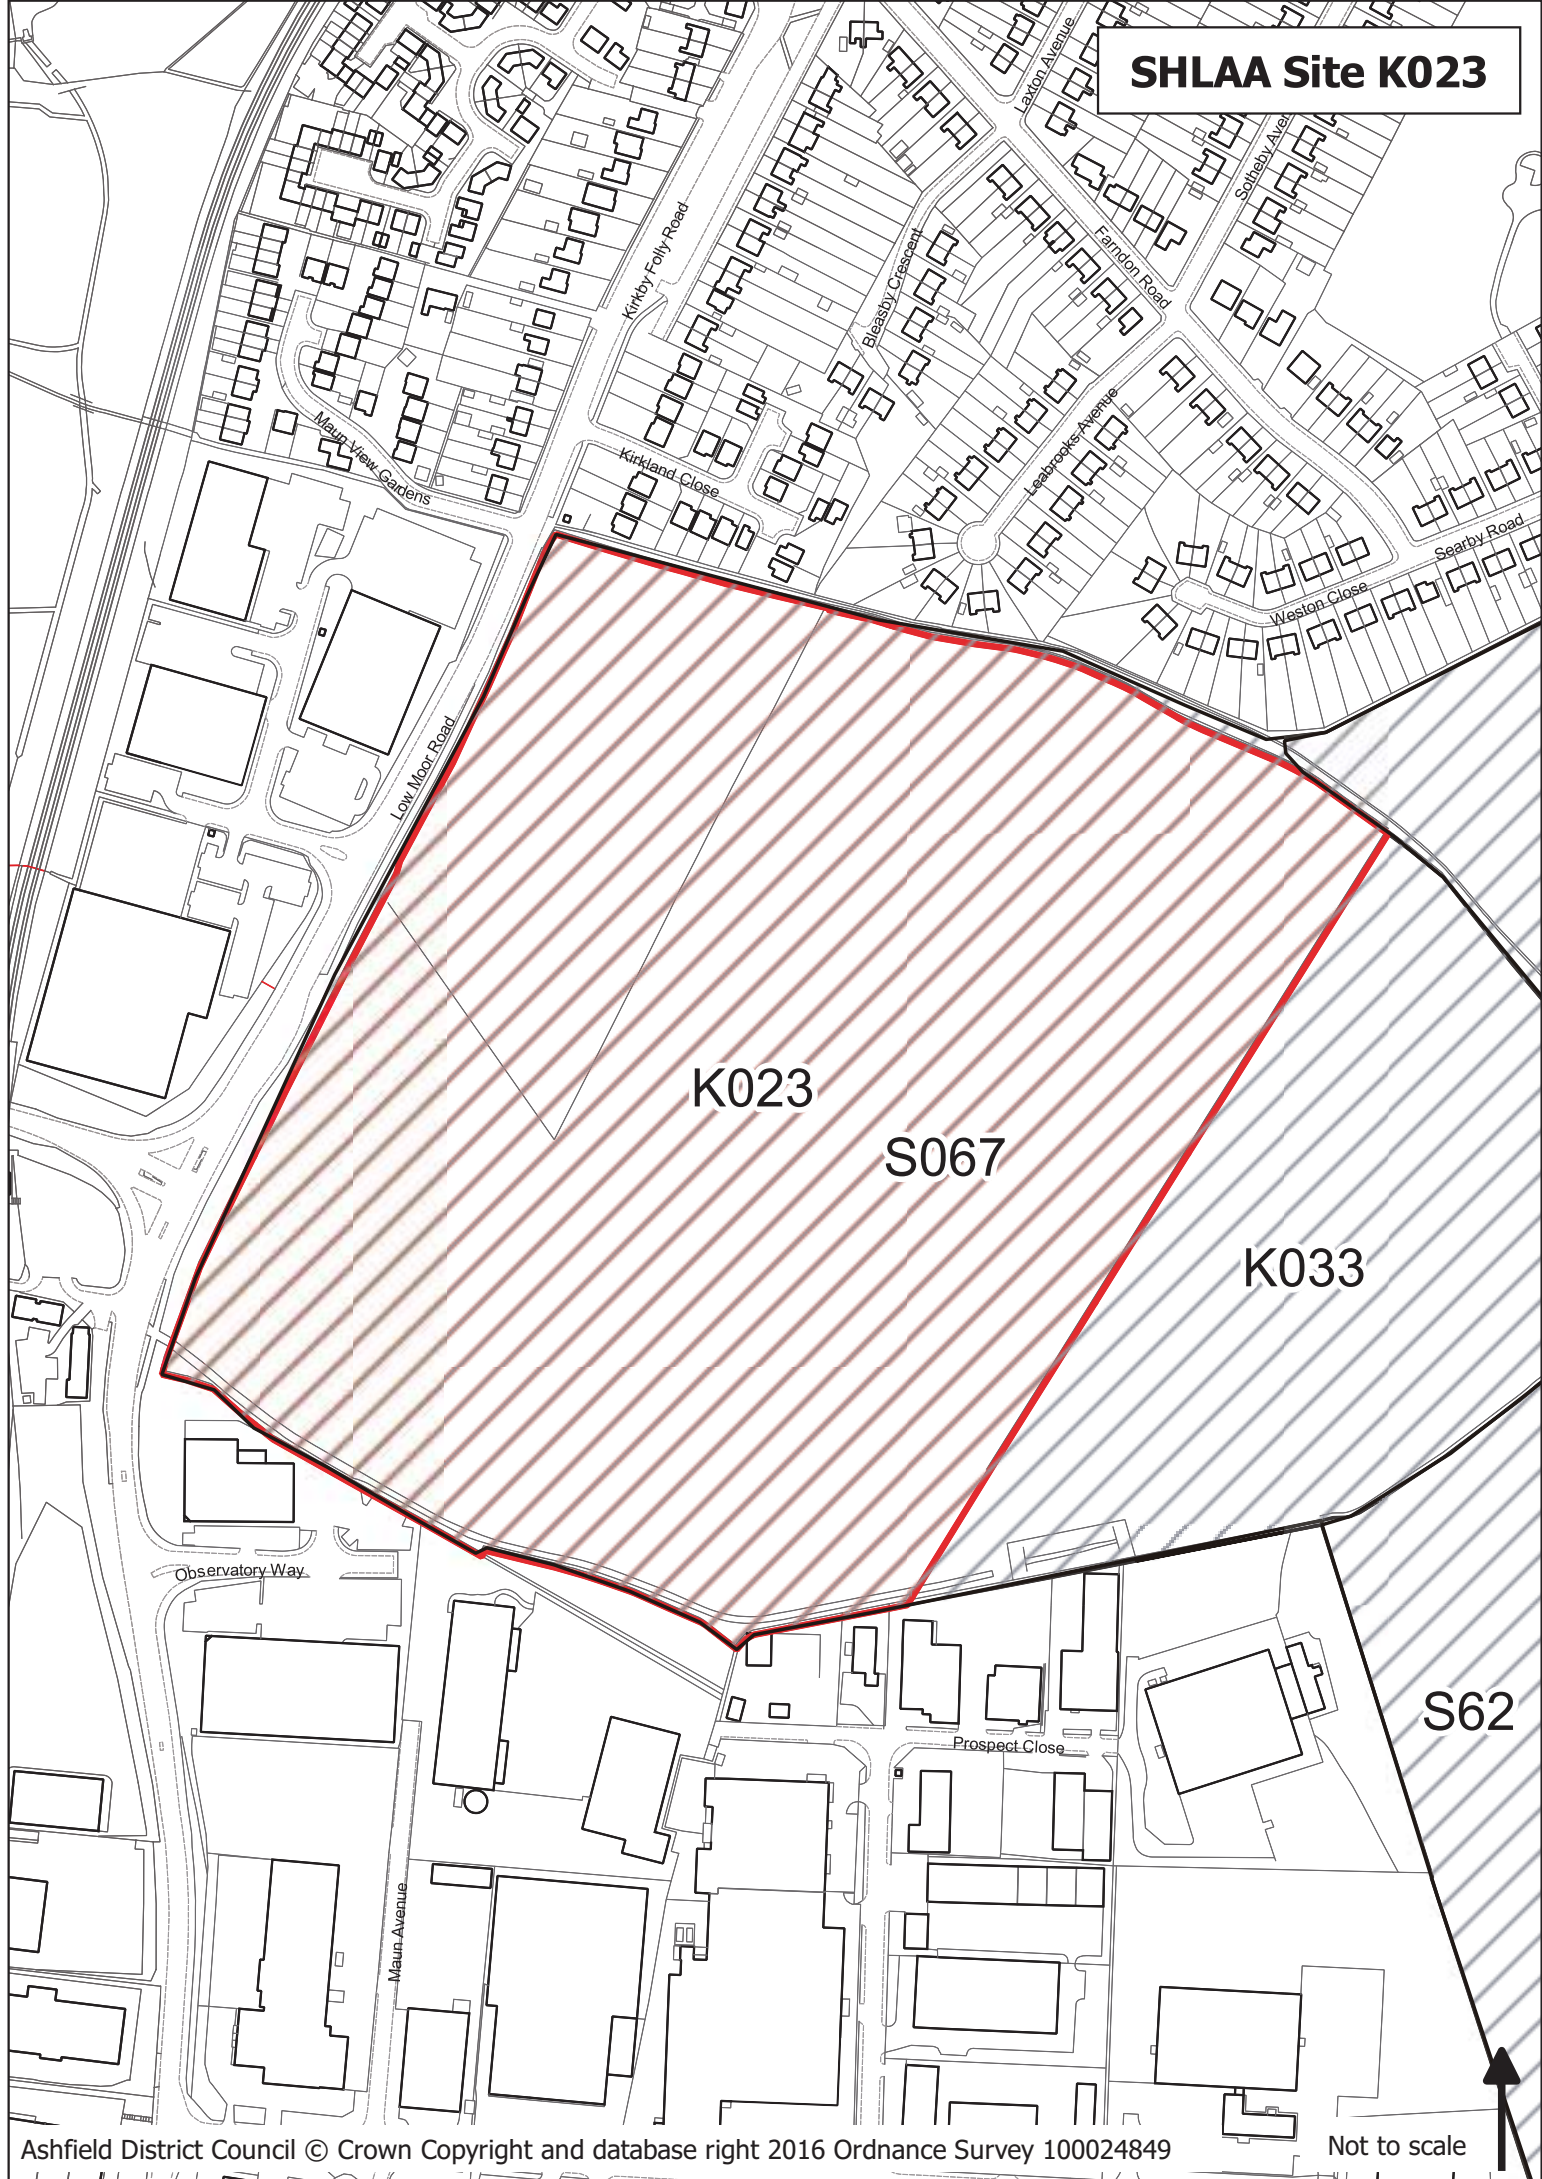 SHLAA Site K023
Laxton Avenue
Sotheby Aven
Kirkby Folly Road
Bleasby Crescent
Farndon Road
Leabrooks Avenue
Maun View Gardens
Kirkland Close
Searby Road
Weston Close
Low Moor Road
K023
S067
K033
Observatory Way
S62
Prospect Close
Maun Avenue
Ashfield District Council © Crown Copyright and database right 2016 Ordnance Survey 100024849
Not to scale